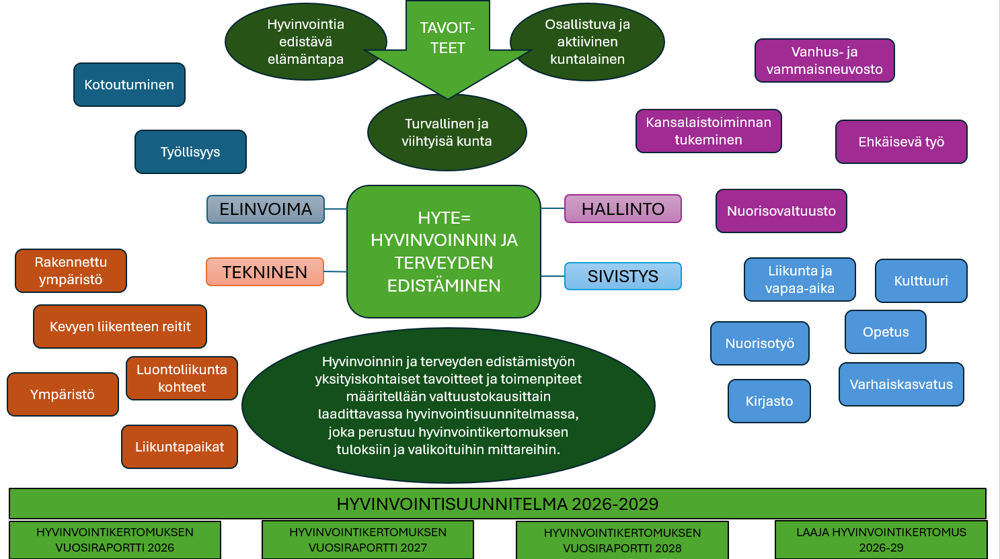 Hyvinvointia
edistävä
elämäntapa
TAVOIT-
TEET
Osallistuva ja
aktiivinen
kuntalainen
Turvallinen ja
viihtyisä kunta
Kotoutuminen
Työllisyys
Vanhus- ja
vammaisneuvosto
Kansalaistoiminnan
tukeminen
Ehkäisevä työ
Nuorisovaltuusto
ELINVOIMA
HALLINTO
HYTE=
HYVINVOINNIN JA
TERVEYDEN
EDISTÄMINEN
TEKNINEN
SIVISTYS
Rakennettu
ympäristö
Kevyen liikenteen reitit
Luontoliikunta
kohteet
Ympäristö
Liikuntapaikat
Liikunta ja
vapaa-aika
Kulttuuri
Opetus
Nuorisotyö
Varhaiskasvatus
Kirjasto
Hyvinvoinnin ja terveyden edistämistyön
yksityiskohtaiset tavoitteet ja toimenpiteet
määritellään valtuustokausittain
laadittavassa hyvinvointisuunnitelmassa,
joka perustuu hyvinvointikertomuksen
tuloksiin ja valikoituihin mittareihin.
HYVINVOINTISUUNNITELMA 2026-2029
HYVINVOINTIKERTOMUKSEN
VUOSIRAPORTTI 2026
HYVINVOINTIKERTOMUKSEN
VUOSIRAPORTTI 2027
HYVINVOINTIKERTOMUKSEN
VUOSIRAPORTTI 2028
LAAJA HYVINVOINTIKERTOMUS
2026-29